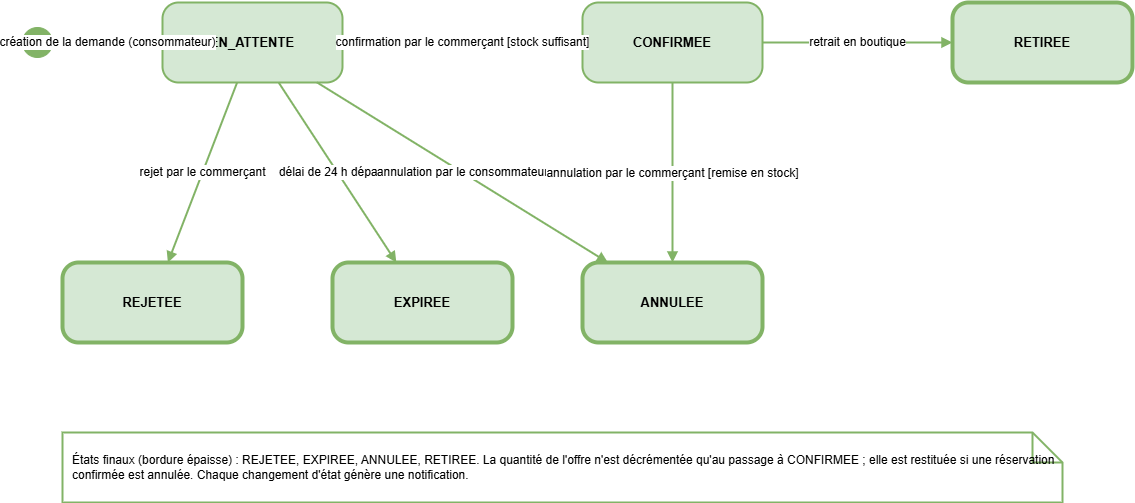 création de la demande (consommateur)
EN_ATTENTE
confirmation par le commerçant [stock suffisant]
CONFIRMEE
retrait en boutique
RETIREE
rejet par le commerçant
délai de 24 h
annulation par le consommateur
annulation par le commerçant [remise en stock]
REJETEE
EXPIREE
ANNULEE
États finaux (bordure épaisse) : REJETEE, EXPIREE, ANNULEE, RETIREE. La quantité de l'offre n'est décrémentée qu'au passage à CONFIRMEE ; elle est restituée si une réservation
confirmée est annulée. Chaque changement d'état génère une notification.